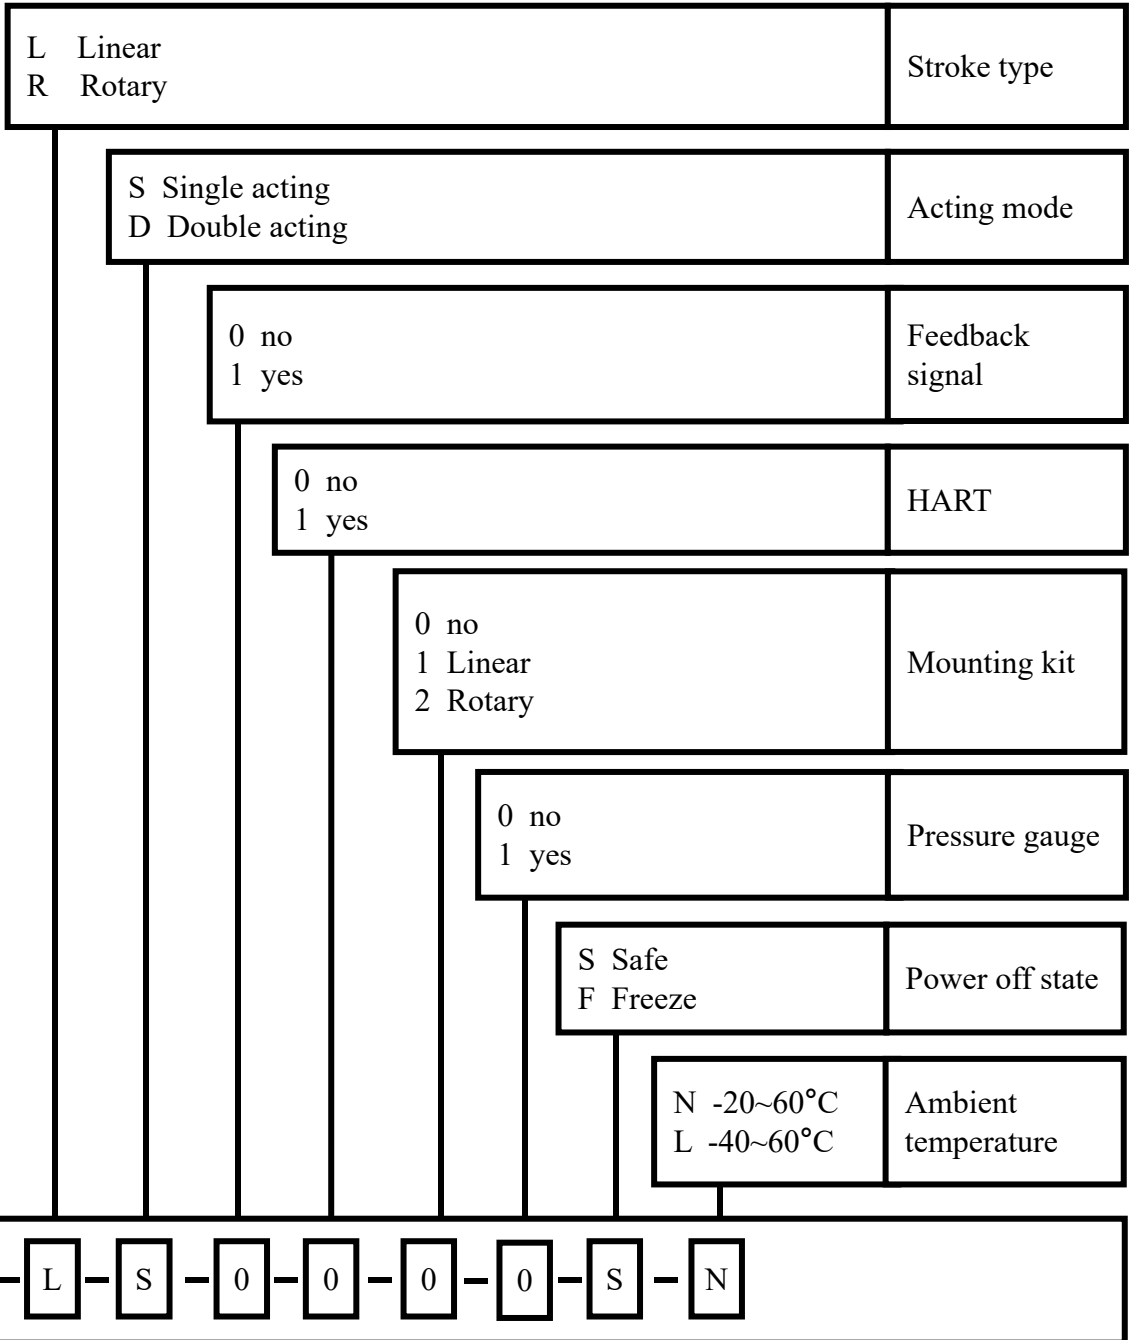 L Linear
R Rotary
Stroke type
S Single acting
D Double acting
Acting mode
0 no
1 yes
Feedback
signal
0 no
1 yes
HART
0 no
1 Linear
2 Rotary
Mounting kit
0 no
1 yes
Pressure gauge
S Safe
F Freeze
Power off state
N -20~60°C
L -40~60°C
Ambient
temperature
L S 0 0 0 0 S N